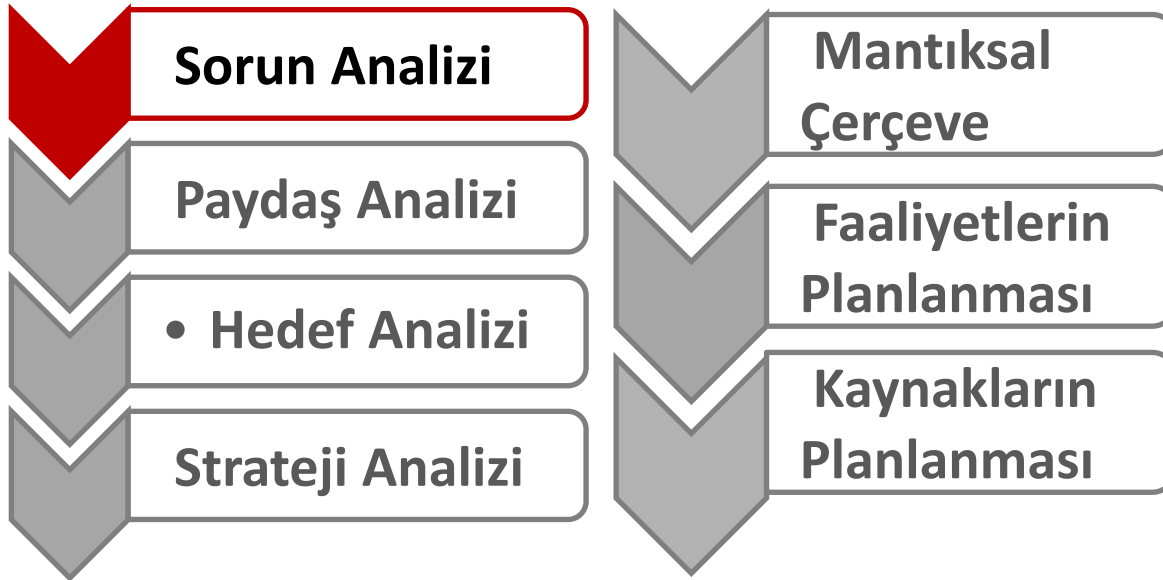 Sorun Analizi
Paydaş Analizi
• Hedef Analizi
Strateji Analizi
Mantıksal
Çerçeve
Faaliyetlerin
Planlanması
Kaynakların
Planlanması